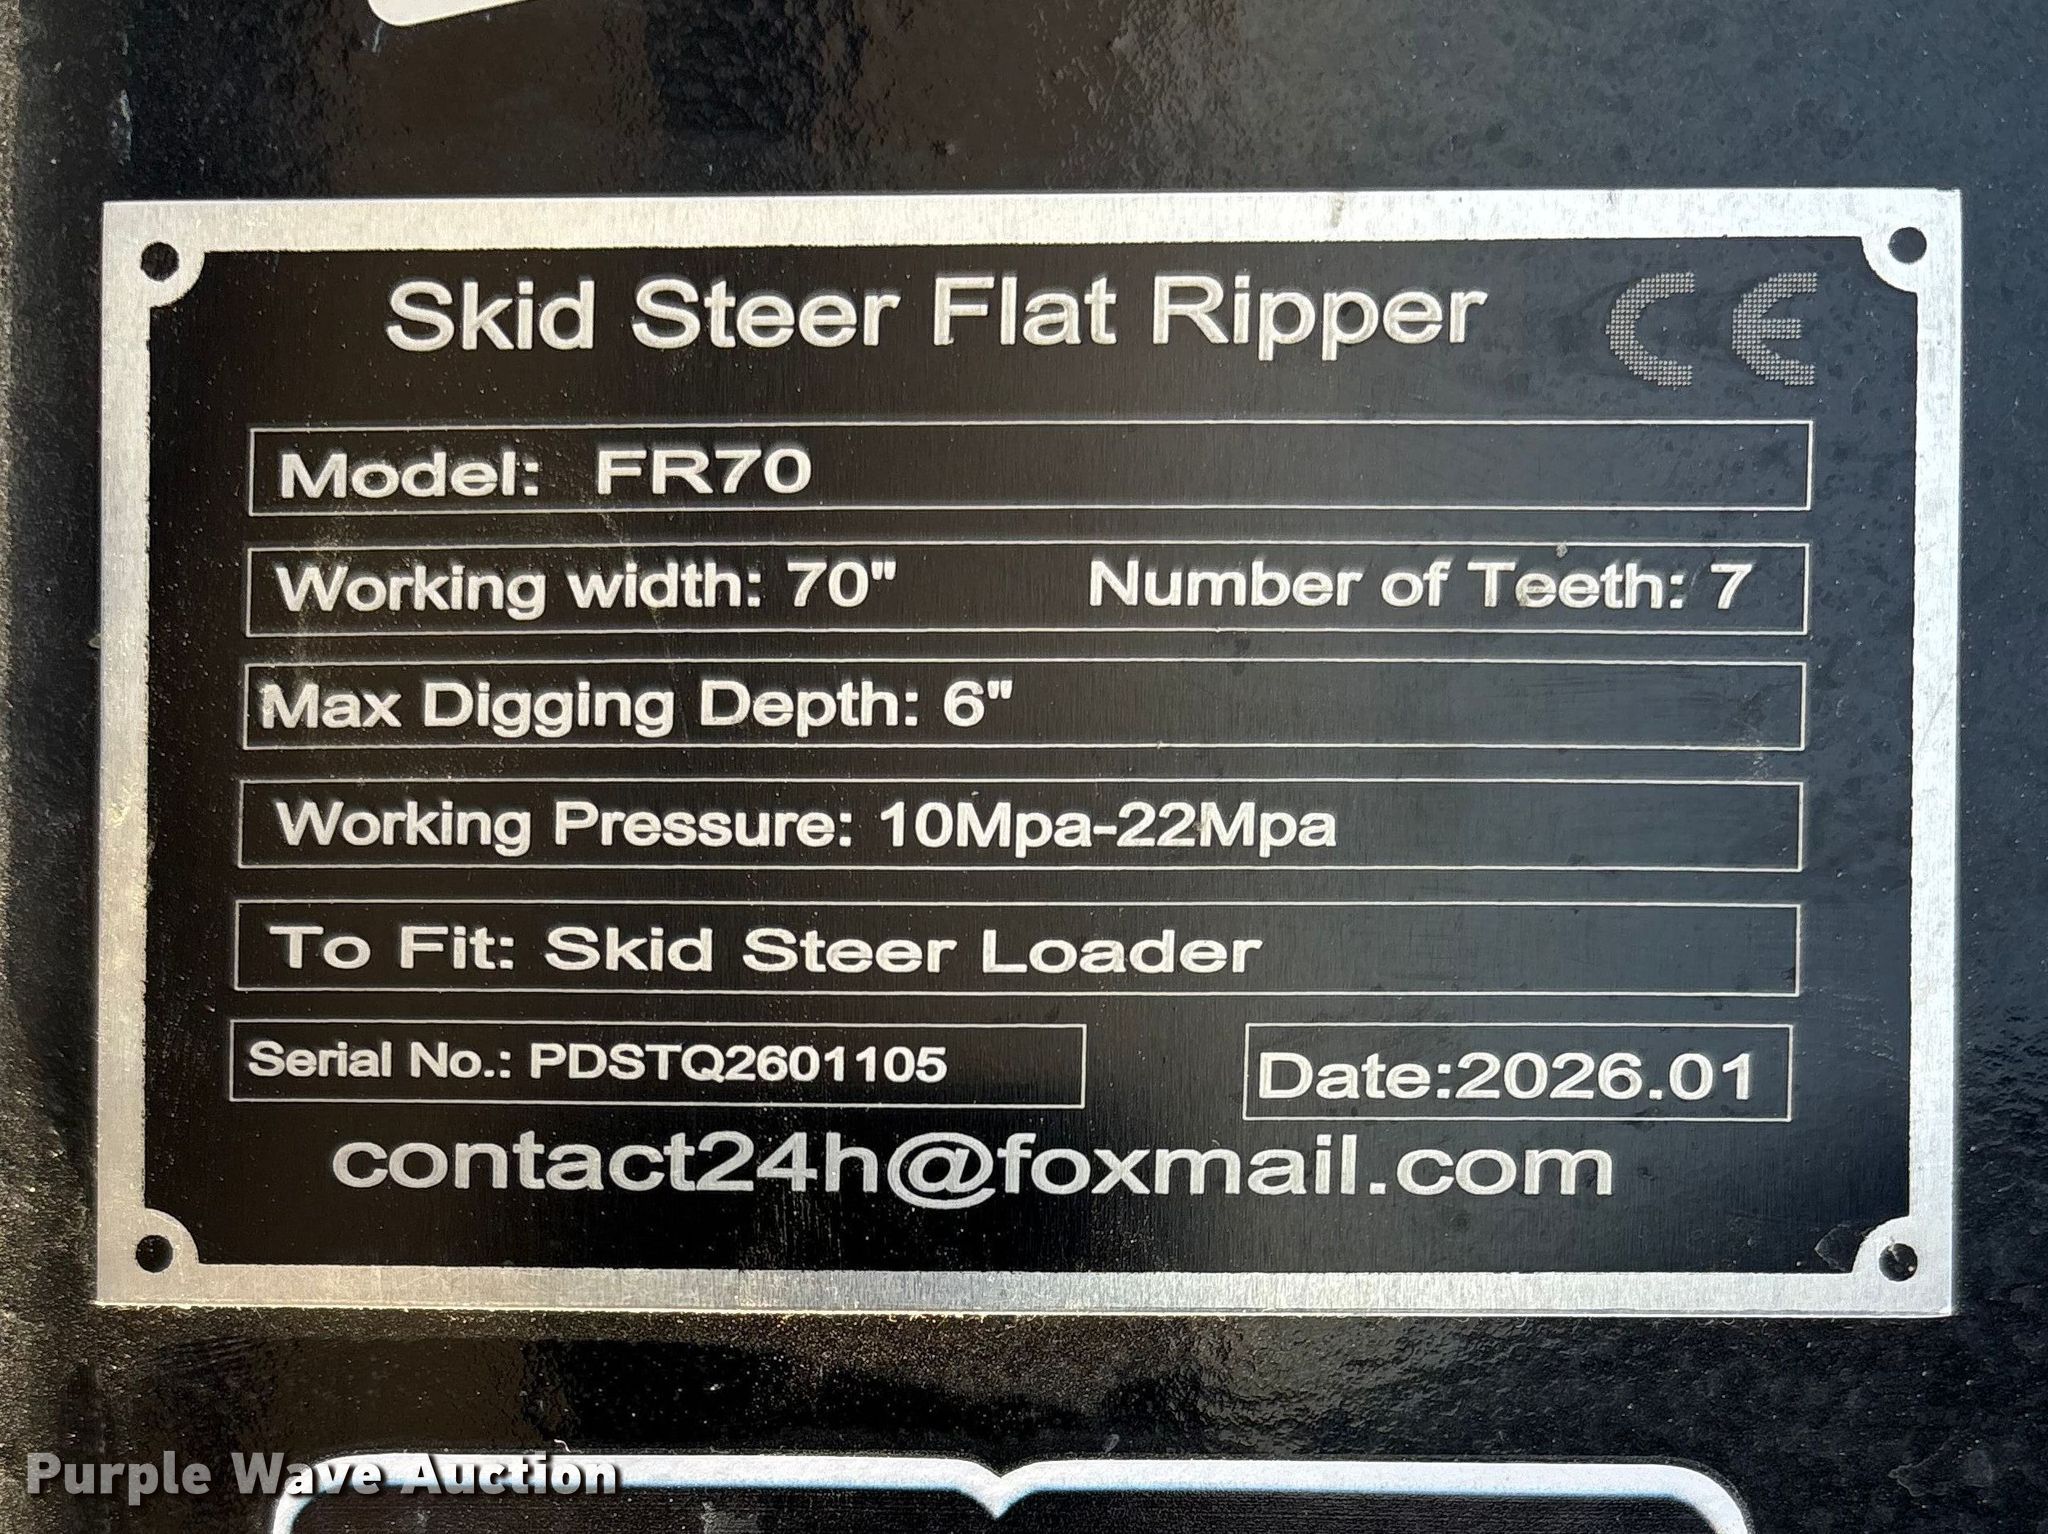 Skid Steer Flat Ripper CE
Model: FR70
Working width: 70" Number of Teeth: 7
Max Digging Depth: 6"
Working Pressure: 10Mpa-22Mpa
To Fit: Skid Steer Loader
Serial No.: PDSTQ2601105 Date:2026.01
contact24h@foxmail.com
Purple Wave Auction